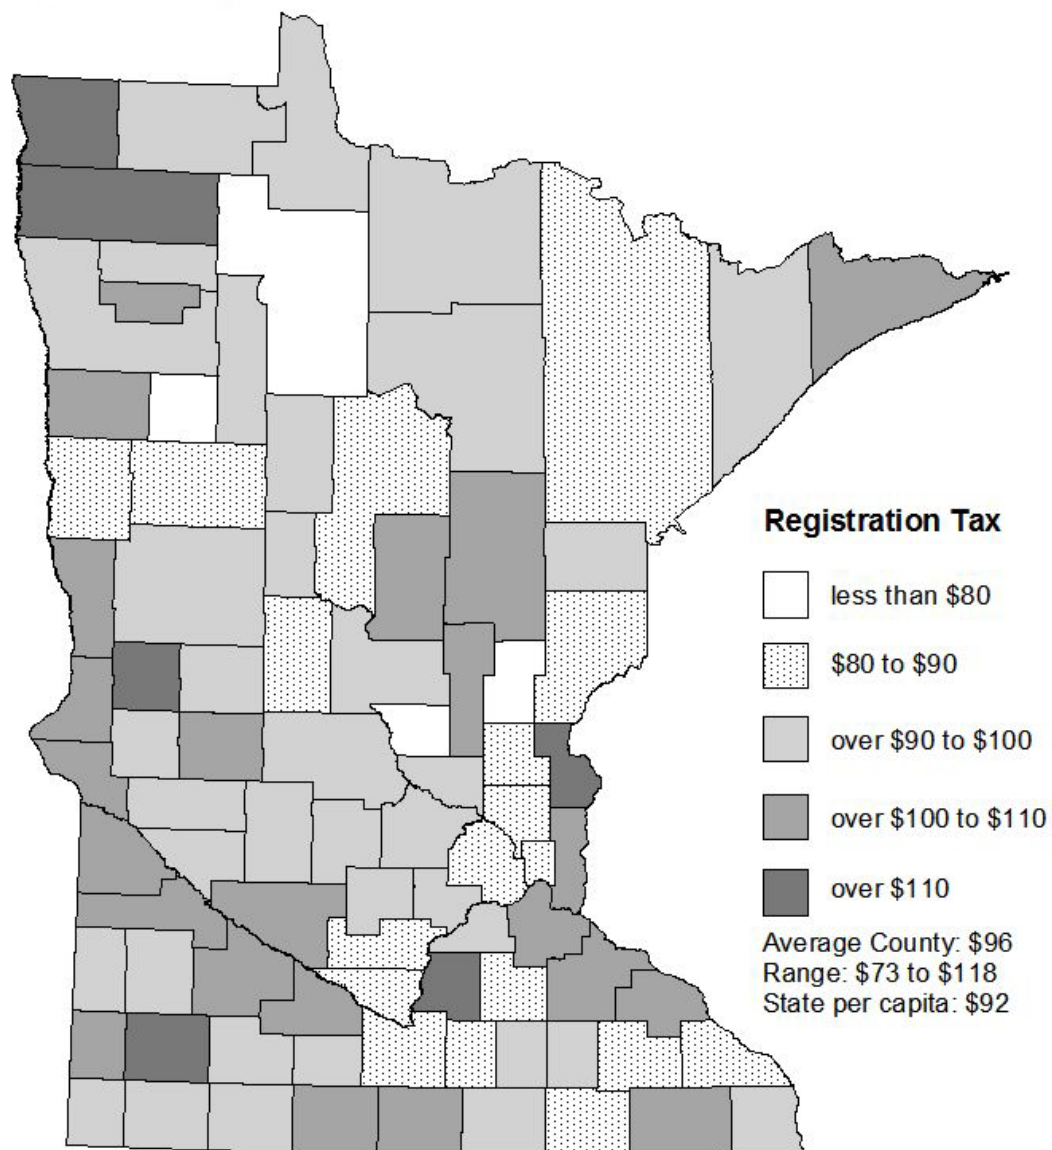 Registration Tax
less than $80
$80 to $90
over $90 to $100
over $100 to $110
over $110
Average County: $96
Range: $73 to $118
State per capita: $92